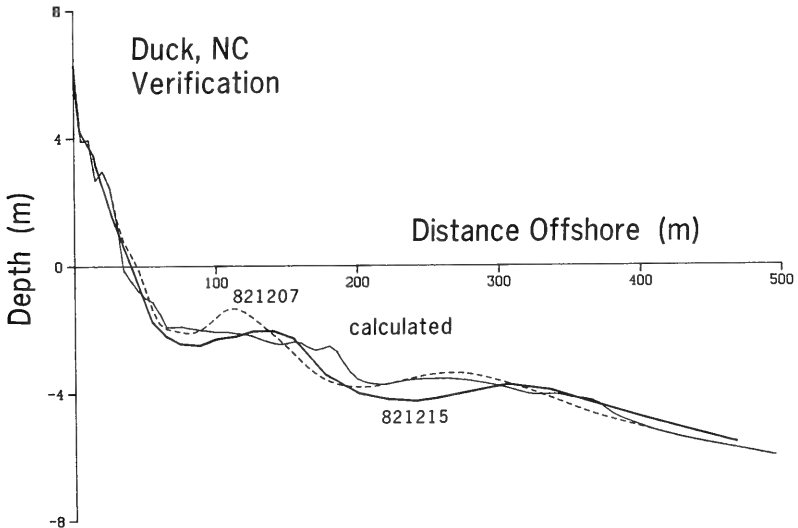 8
Duck, NC
Verification
4
Distance Offshore (m)
Depth (m)
0
100
200
300
400
500
821207
calculated
-4
821215
-8